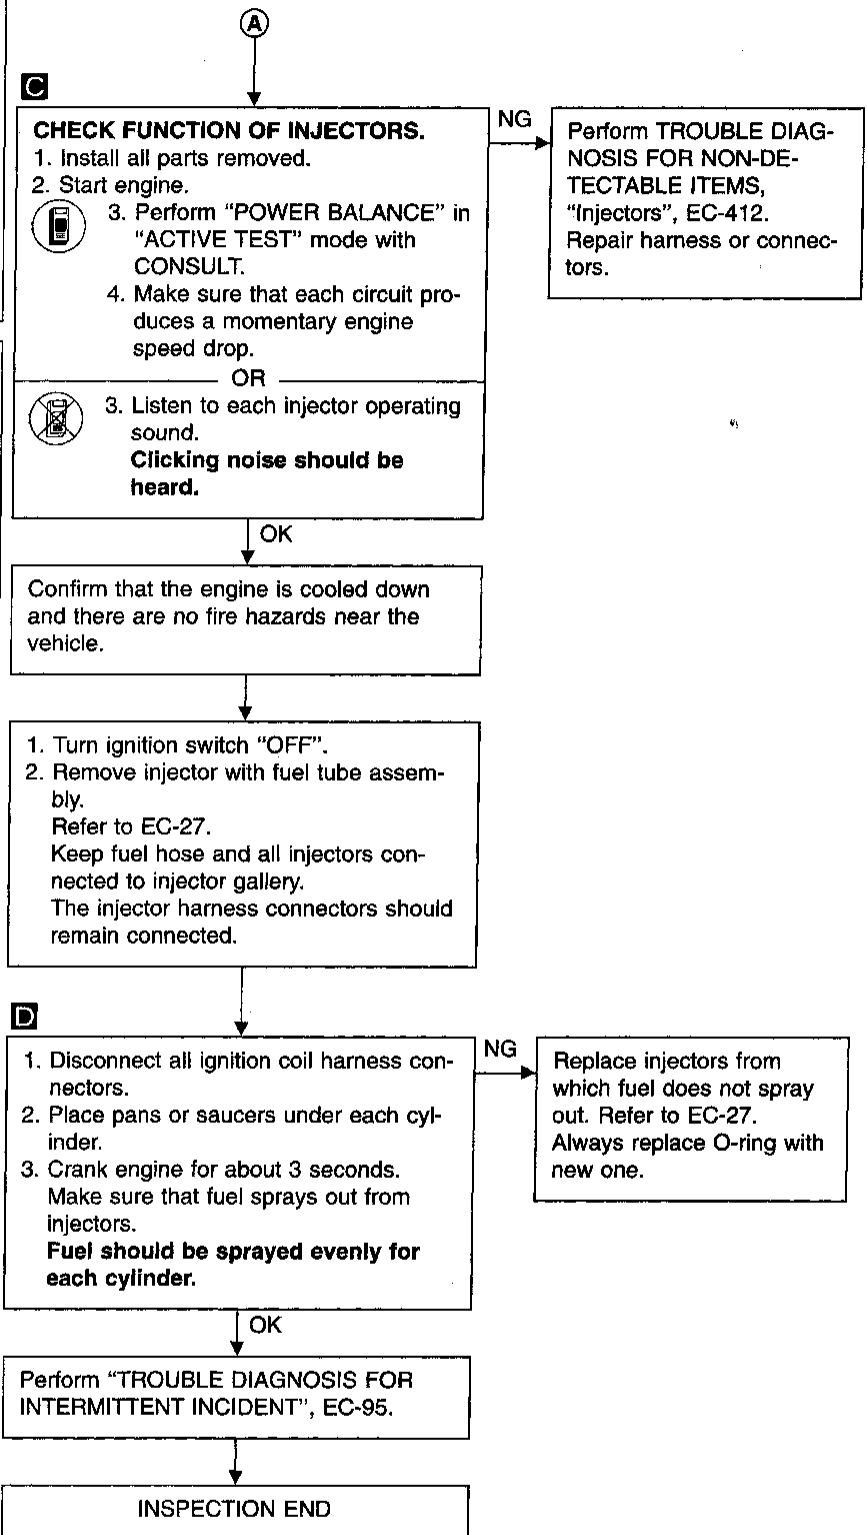 A
C
CHECK FUNCTION OF INJECTORS.
1. Install all parts removed.
2. Start engine.
3. Perform “POWER BALANCE” in
“ACTIVE TEST” mode with
CONSULT.
4. Make sure that each circuit pro-
duces a momentary engine
speed drop.
OR
3. Listen to each injector operating
sound.
Clicking noise should be
heard.
NG
Perform TROUBLE DIAG-
NOSIS FOR NON-DE-
TECTABLE ITEMS,
“Injectors”, EC-412.
Repair harness or connec-
tors.
OK
Confirm that the engine is cooled down
and there are no fire hazards near the
vehicle.
1. Turn ignition switch “OFF”.
2. Remove injector with fuel tube assem-
bly.
Refer to EC-27.
Keep fuel hose and all injectors con-
nected to injector gallery.
The injector harness connectors should
remain connected.
D
1. Disconnect all ignition coil harness con-
nectors.
2. Place pans or saucers under each cyl-
inder.
3. Crank engine for about 3 seconds.
Make sure that fuel sprays out from
injectors.
Fuel should be sprayed evenly for
each cylinder.
NG
Replace injectors from
which fuel does not spray
out. Refer to EC-27.
Always replace O-ring with
new one.
OK
Perform “TROUBLE DIAGNOSIS FOR
INTERMITTENT INCIDENT”, EC-95.
INSPECTION END